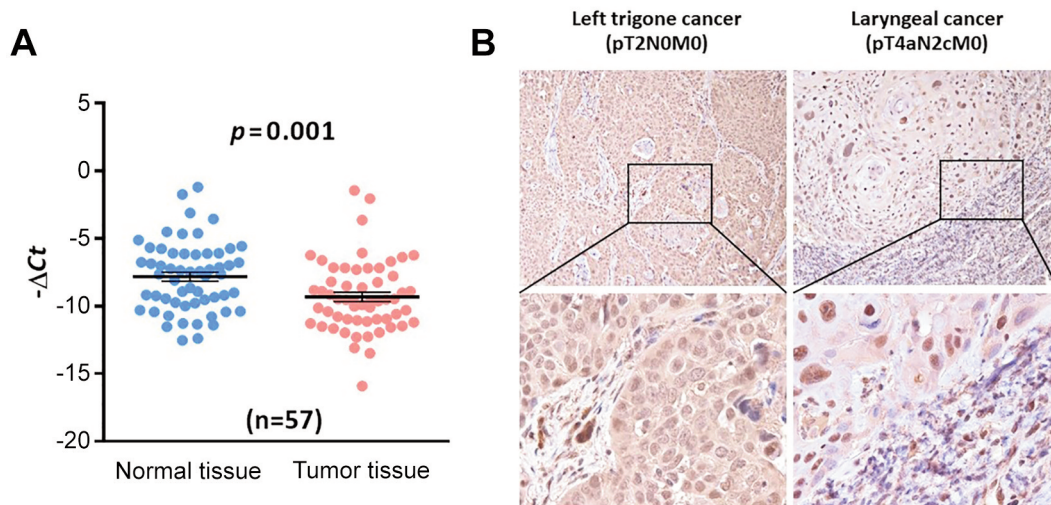 A
5
0
-5
-10
-15
-20
-ΔCt
p=0.001
(n=57)
Normal tissue
Tumor tissue
B
Left trigone cancer
(pT2N0M0)
Laryngeal cancer
(pT4aN2cM0)